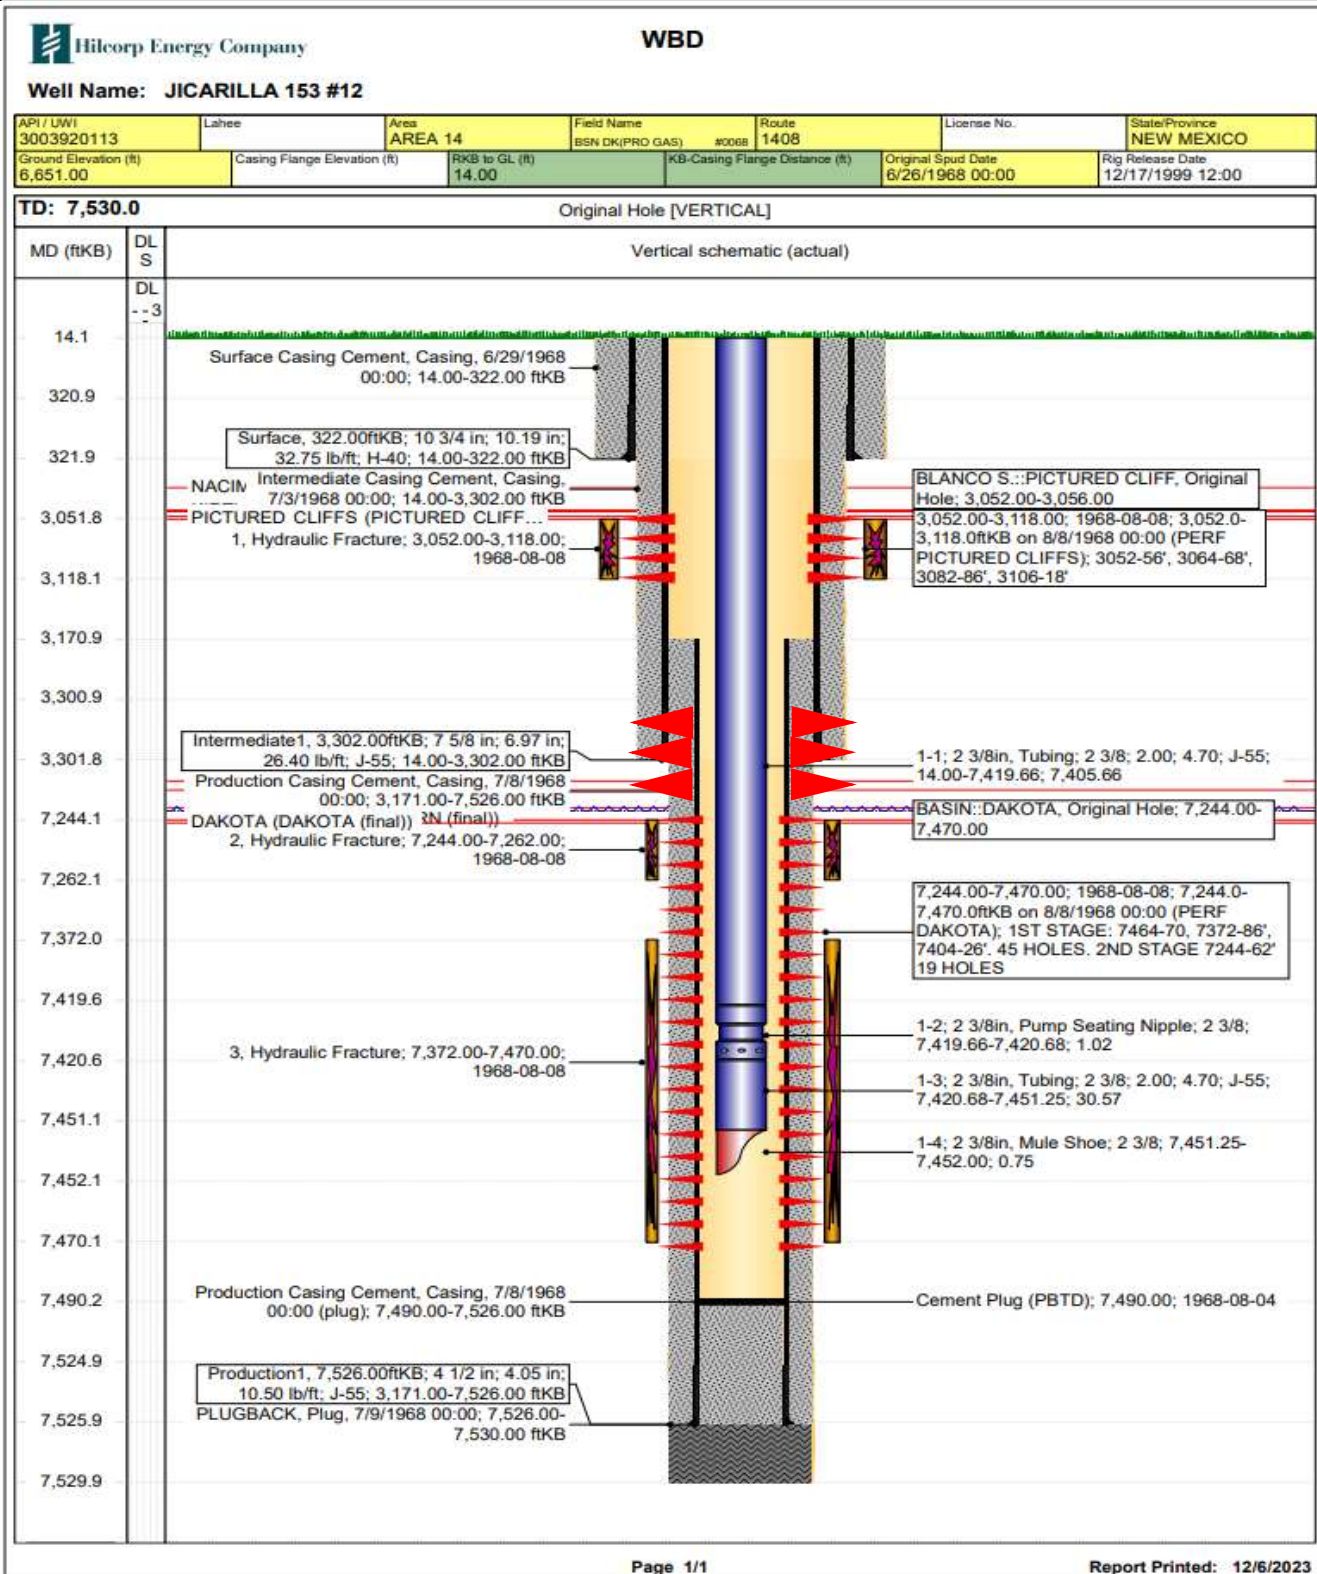 Hilcorp Energy Company
WBD
Well Name: JICARILLA 153 #12
API / UWI
3003920113
Lahee
Area
AREA 14
Field Name
BSN DK(PRO GAS) #0068
Route
1408
License No.
State/Province
NEW MEXICO
Ground Elevation (ft)
6,651.00
Casing Flange Elevation (ft)
RKB to GL (ft)
14.00
KB-Casing Flange Distance (ft)
Original Spud Date
6/26/1968 00:00
Rig Release Date
12/17/1999 12:00
TD: 7,530.0
Original Hole [VERTICAL]
MD (ftKB)
DL
S
Vertical schematic (actual)
DL
--3
14.1
320.9
321.9
3,051.8
3,118.1
3,170.9
3,300.9
3,301.8
7,244.1
7,262.1
7,372.0
7,419.6
7,420.6
7,451.1
7,452.1
7,470.1
7,490.2
7,524.9
7,525.9
7,529.9
Surface Casing Cement, Casing, 6/29/1968
00:00; 14.00-322.00 ftKB
Surface, 322.00ftKB; 10 3/4 in; 10.19 in;
32.75 lb/ft; H-40; 14.00-322.00 ftKB
NACIM
Intermediate Casing Cement, Casing,
7/3/1968 00:00; 14.00-3,302.00 ftKB
PICTURED CLIFFS (PICTURED CLIFF...
1, Hydraulic Fracture; 3,052.00-3,118.00;
1968-08-08
Intermediate1, 3,302.00ftKB; 7 5/8 in; 6.97 in;
26.40 lb/ft; J-55; 14.00-3,302.00 ftKB
Production Casing Cement, Casing, 7/8/1968
00:00; 3,171.00-7,526.00 ftKB
DAKOTA (DAKOTA (final)) RN (final))
2, Hydraulic Fracture; 7,244.00-7,262.00;
1968-08-08
3, Hydraulic Fracture; 7,372.00-7,470.00;
1968-08-08
Production Casing Cement, Casing, 7/8/1968
00:00 (plug); 7,490.00-7,526.00 ftKB
Production1, 7,526.00ftKB; 4 1/2 in; 4.05 in;
10.50 lb/ft; J-55; 3,171.00-7,526.00 ftKB
PLUGBACK, Plug, 7/9/1968 00:00; 7,526.00-
7,530.00 ftKB
BLANCO S.::PICTURED CLIFF, Original
Hole; 3,052.00-3,056.00
3,052.00-3,118.00; 1968-08-08; 3,052.0-
3,118.0ftKB on 8/8/1968 00:00 (PERF
PICTURED CLIFFS); 3052-56', 3064-68',
3082-86', 3106-18'
1-1; 2 3/8in, Tubing; 2 3/8; 2.00; 4.70; J-55;
14.00-7,419.66; 7,405.66
BASIN::DAKOTA, Original Hole; 7,244.00-
7,470.00
7,244.00-7,470.00; 1968-08-08; 7,244.0-
7,470.0ftKB on 8/8/1968 00:00 (PERF
DAKOTA); 1ST STAGE: 7464-70, 7372-86',
7404-26'. 45 HOLES. 2ND STAGE 7244-62'
19 HOLES
1-2; 2 3/8in, Pump Seating Nipple; 2 3/8;
7,419.66-7,420.68; 1.02
1-3; 2 3/8in, Tubing; 2 3/8; 2.00; 4.70; J-55;
7,420.68-7,451.25; 30.57
1-4; 2 3/8in, Mule Shoe; 2 3/8; 7,451.25-
7,452.00; 0.75
Cement Plug (PBTD); 7,490.00; 1968-08-04
Page 1/1
Report Printed: 12/6/2023